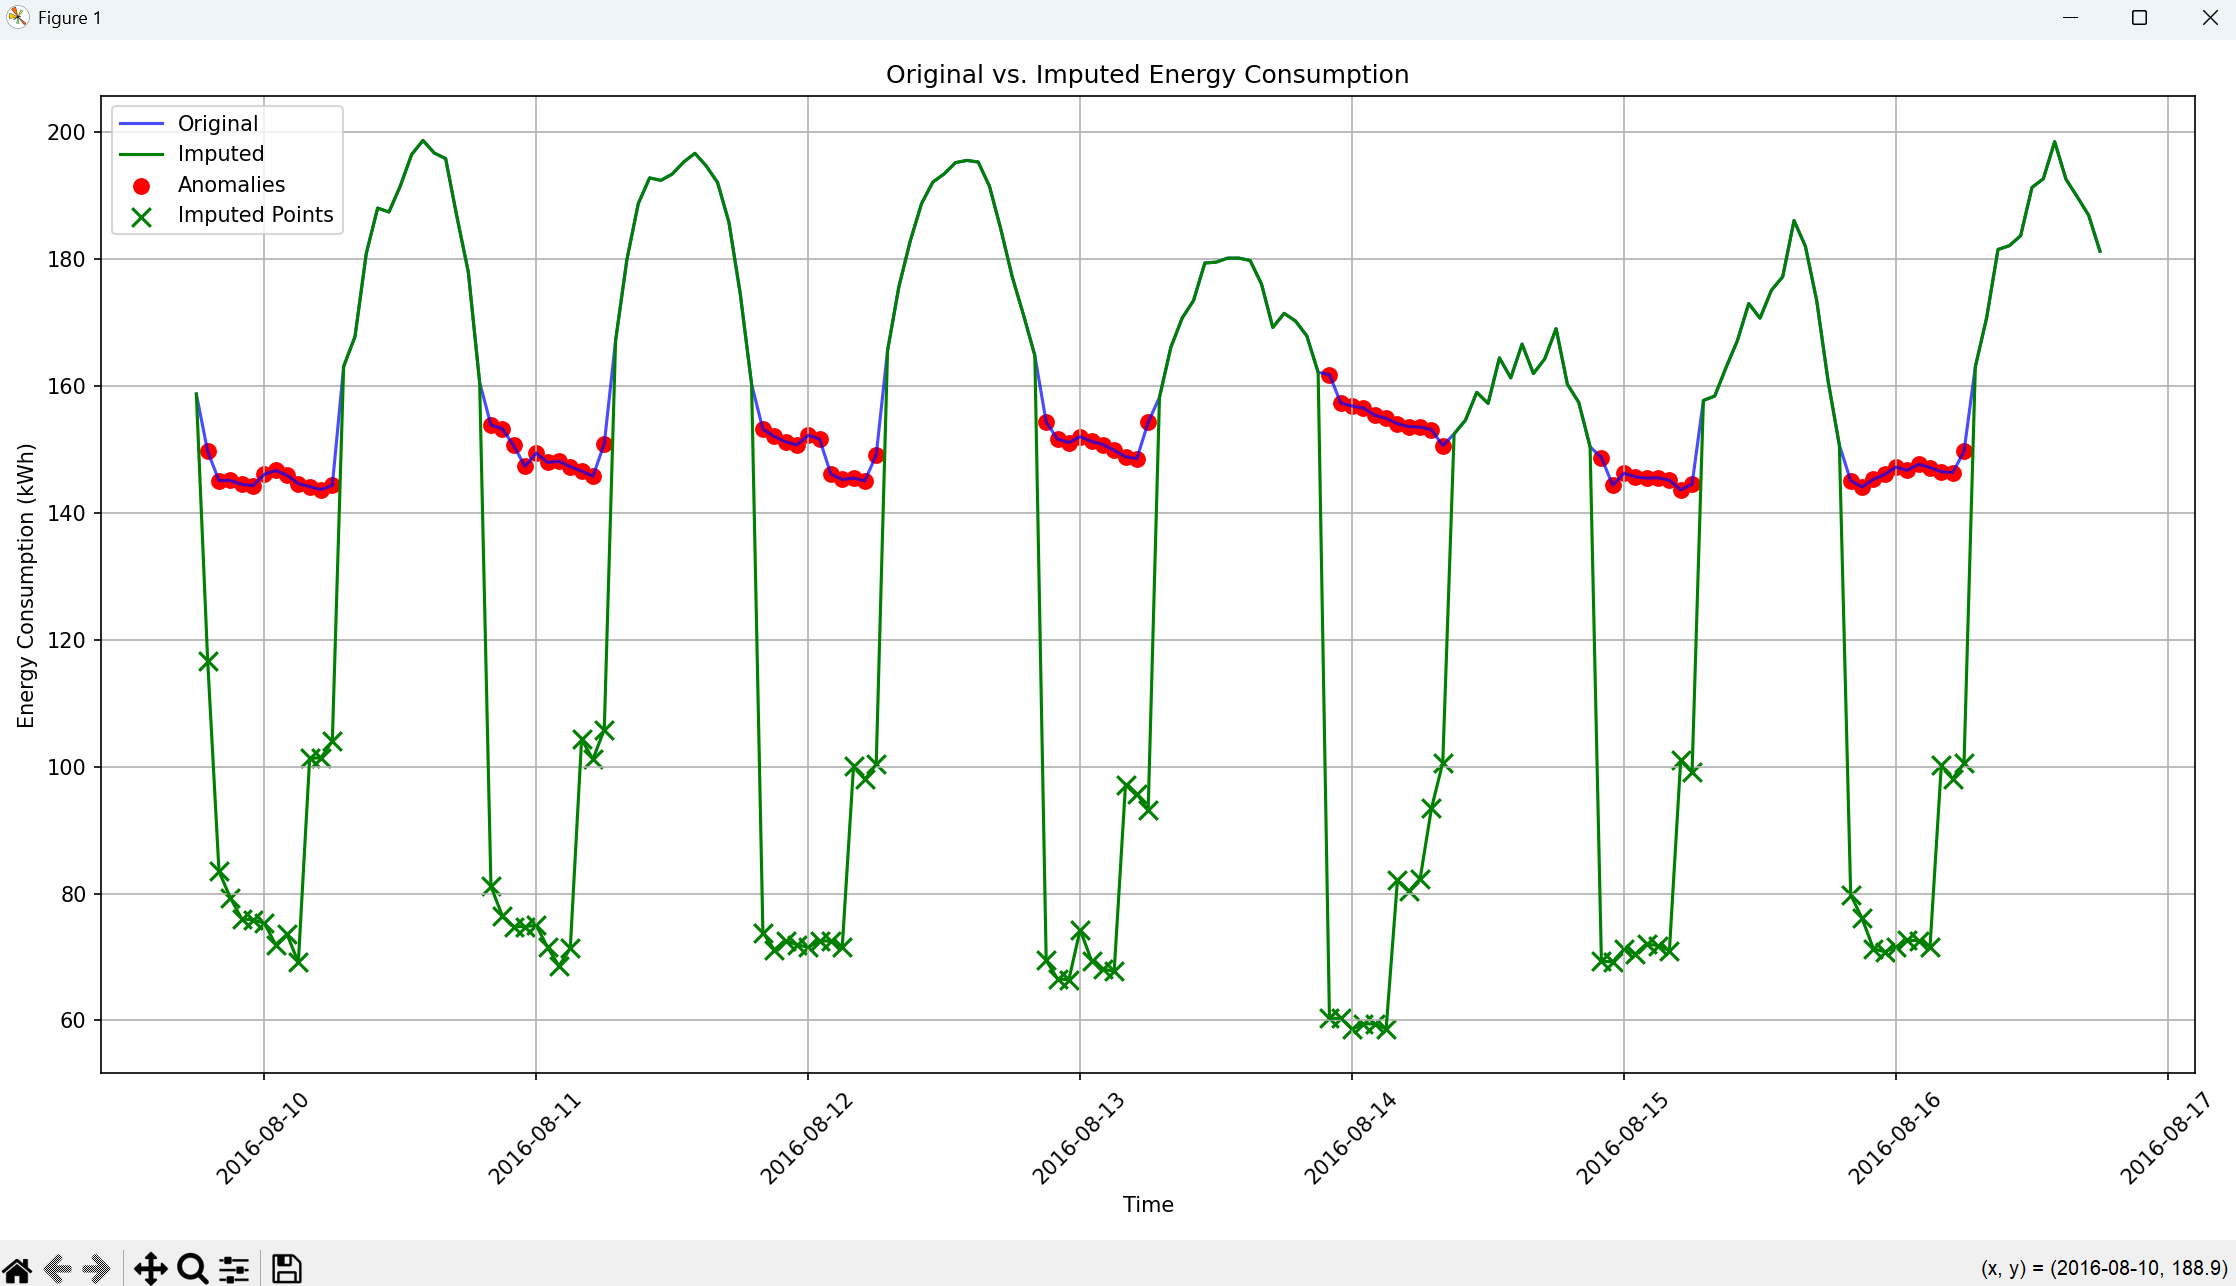 Figure 1
Original vs. Imputed Energy Consumption
Original
Imputed
Anomalies
Imputed Points
200
180
160
140
120
100
80
60
Energy Consumption (kWh)
2016-08-10
2016-08-11
2016-08-12
2016-08-13
2016-08-14
2016-08-15
2016-08-16
2016-08-17
Time
(x, y) = (2016-08-10, 188.9)